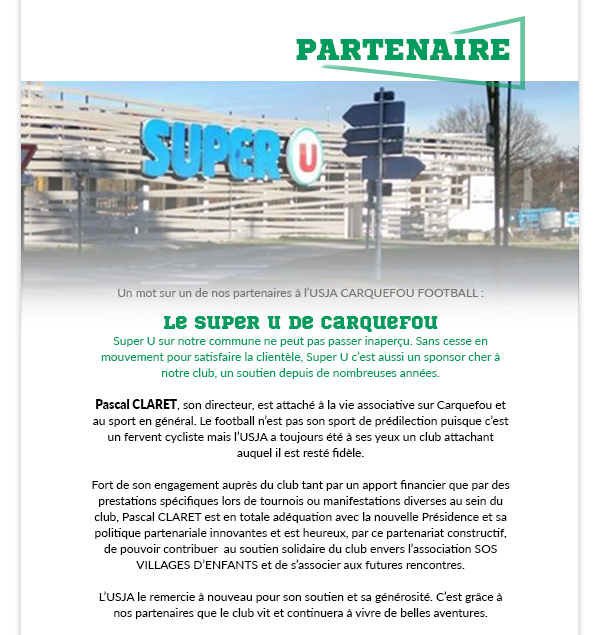 PARTENAIRE
SUPER U
Un mot sur un de nos partenaires à l'USJA CARQUEFOU FOOTBALL :
Le super u de carquefou
Super U sur notre commune ne peut pas passer inaperçu. Sans cesse en
mouvement pour satisfaire la clientèle, Super U c'est aussi un sponsor cher à
notre club, un soutien depuis de nombreuses années.
Pascal CLARET, son directeur, est attaché à la vie associative sur Carquefou et
au sport en général. Le football n'est pas son sport de prédilection puisque c'est
un fervent cycliste mais l'USJA a toujours été à ses yeux un club attachant
auquel il est resté fidèle.
Fort de son engagement auprès du club tant par un apport financier que par des
prestations spécifiques lors de tournois ou manifestations diverses au sein du
club, Pascal CLARET est en totale adéquation avec la nouvelle Présidence et sa
politique partenariale innovantes et est heureux, par ce partenariat constructif,
de pouvoir contribuer  au soutien solidaire du club envers l'association SOS
VILLAGES D'ENFANTS et de s'associer aux futures rencontres.
L'USJA le remercie à nouveau pour son soutien et sa générosité. C'est grâce à
nos partenaires que le club vit et continuera à vivre de belles aventures.